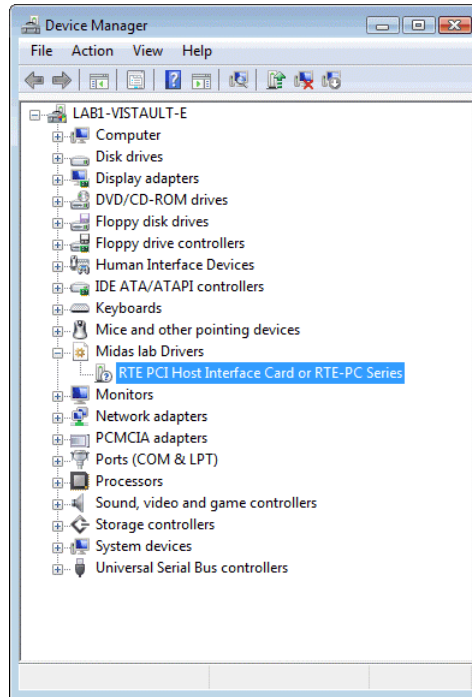 Device Manager
File Action View Help
LAB1-VISTAULT-E
Computer
Disk drives
Display adapters
DVD/CD-ROM drives
Floppy disk drives
Floppy drive controllers
Human Interface Devices
IDE ATA/ATAPI controllers
Keyboards
Mice and other pointing devices
Midas lab Drivers
RTE PCI Host Interface Card or RTE-PC Series
Monitors
Network adapters
PCMCIA adapters
Ports (COM & LPT)
Processors
Sound, video and game controllers
Storage controllers
System devices
Universal Serial Bus controllers